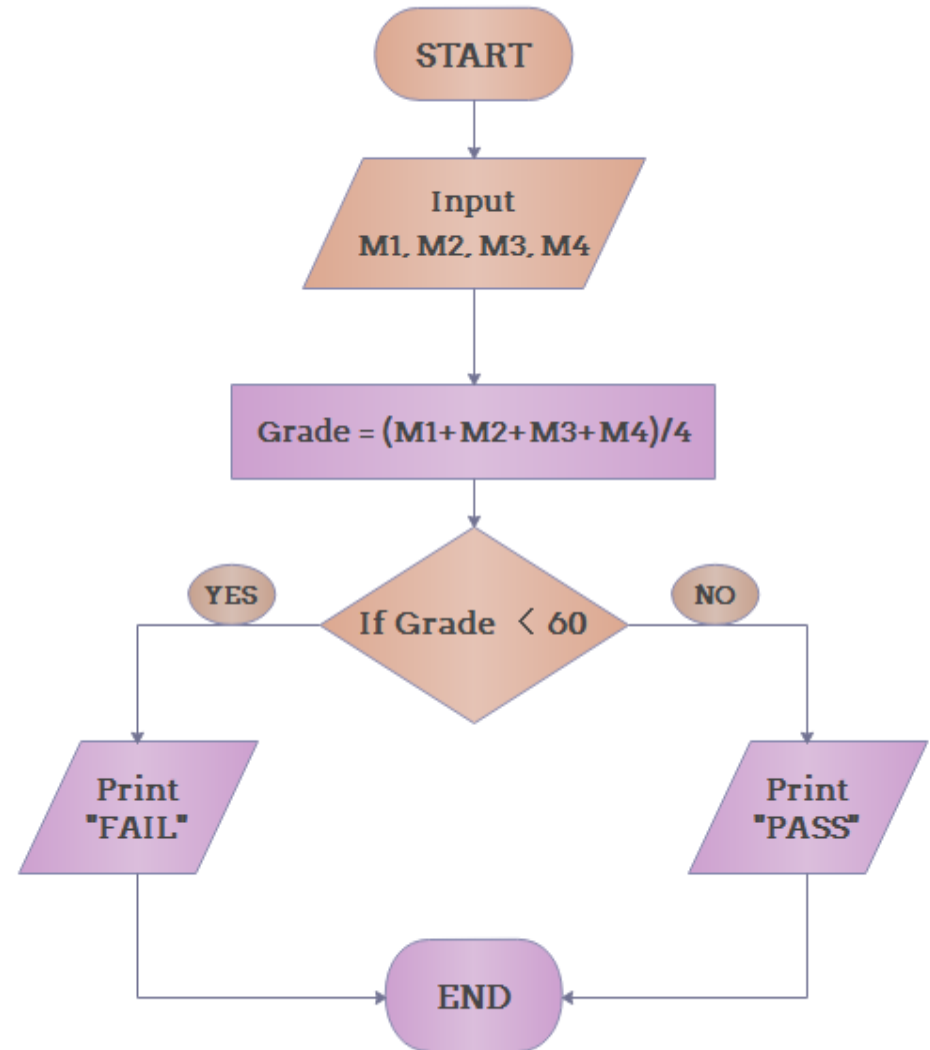 START
Input
M1, M2, M3, M4
Grade = (M1+M2+M3+M4)/4
If Grade < 60
YES
NO
Print
"FAIL"
Print
"PASS"
END